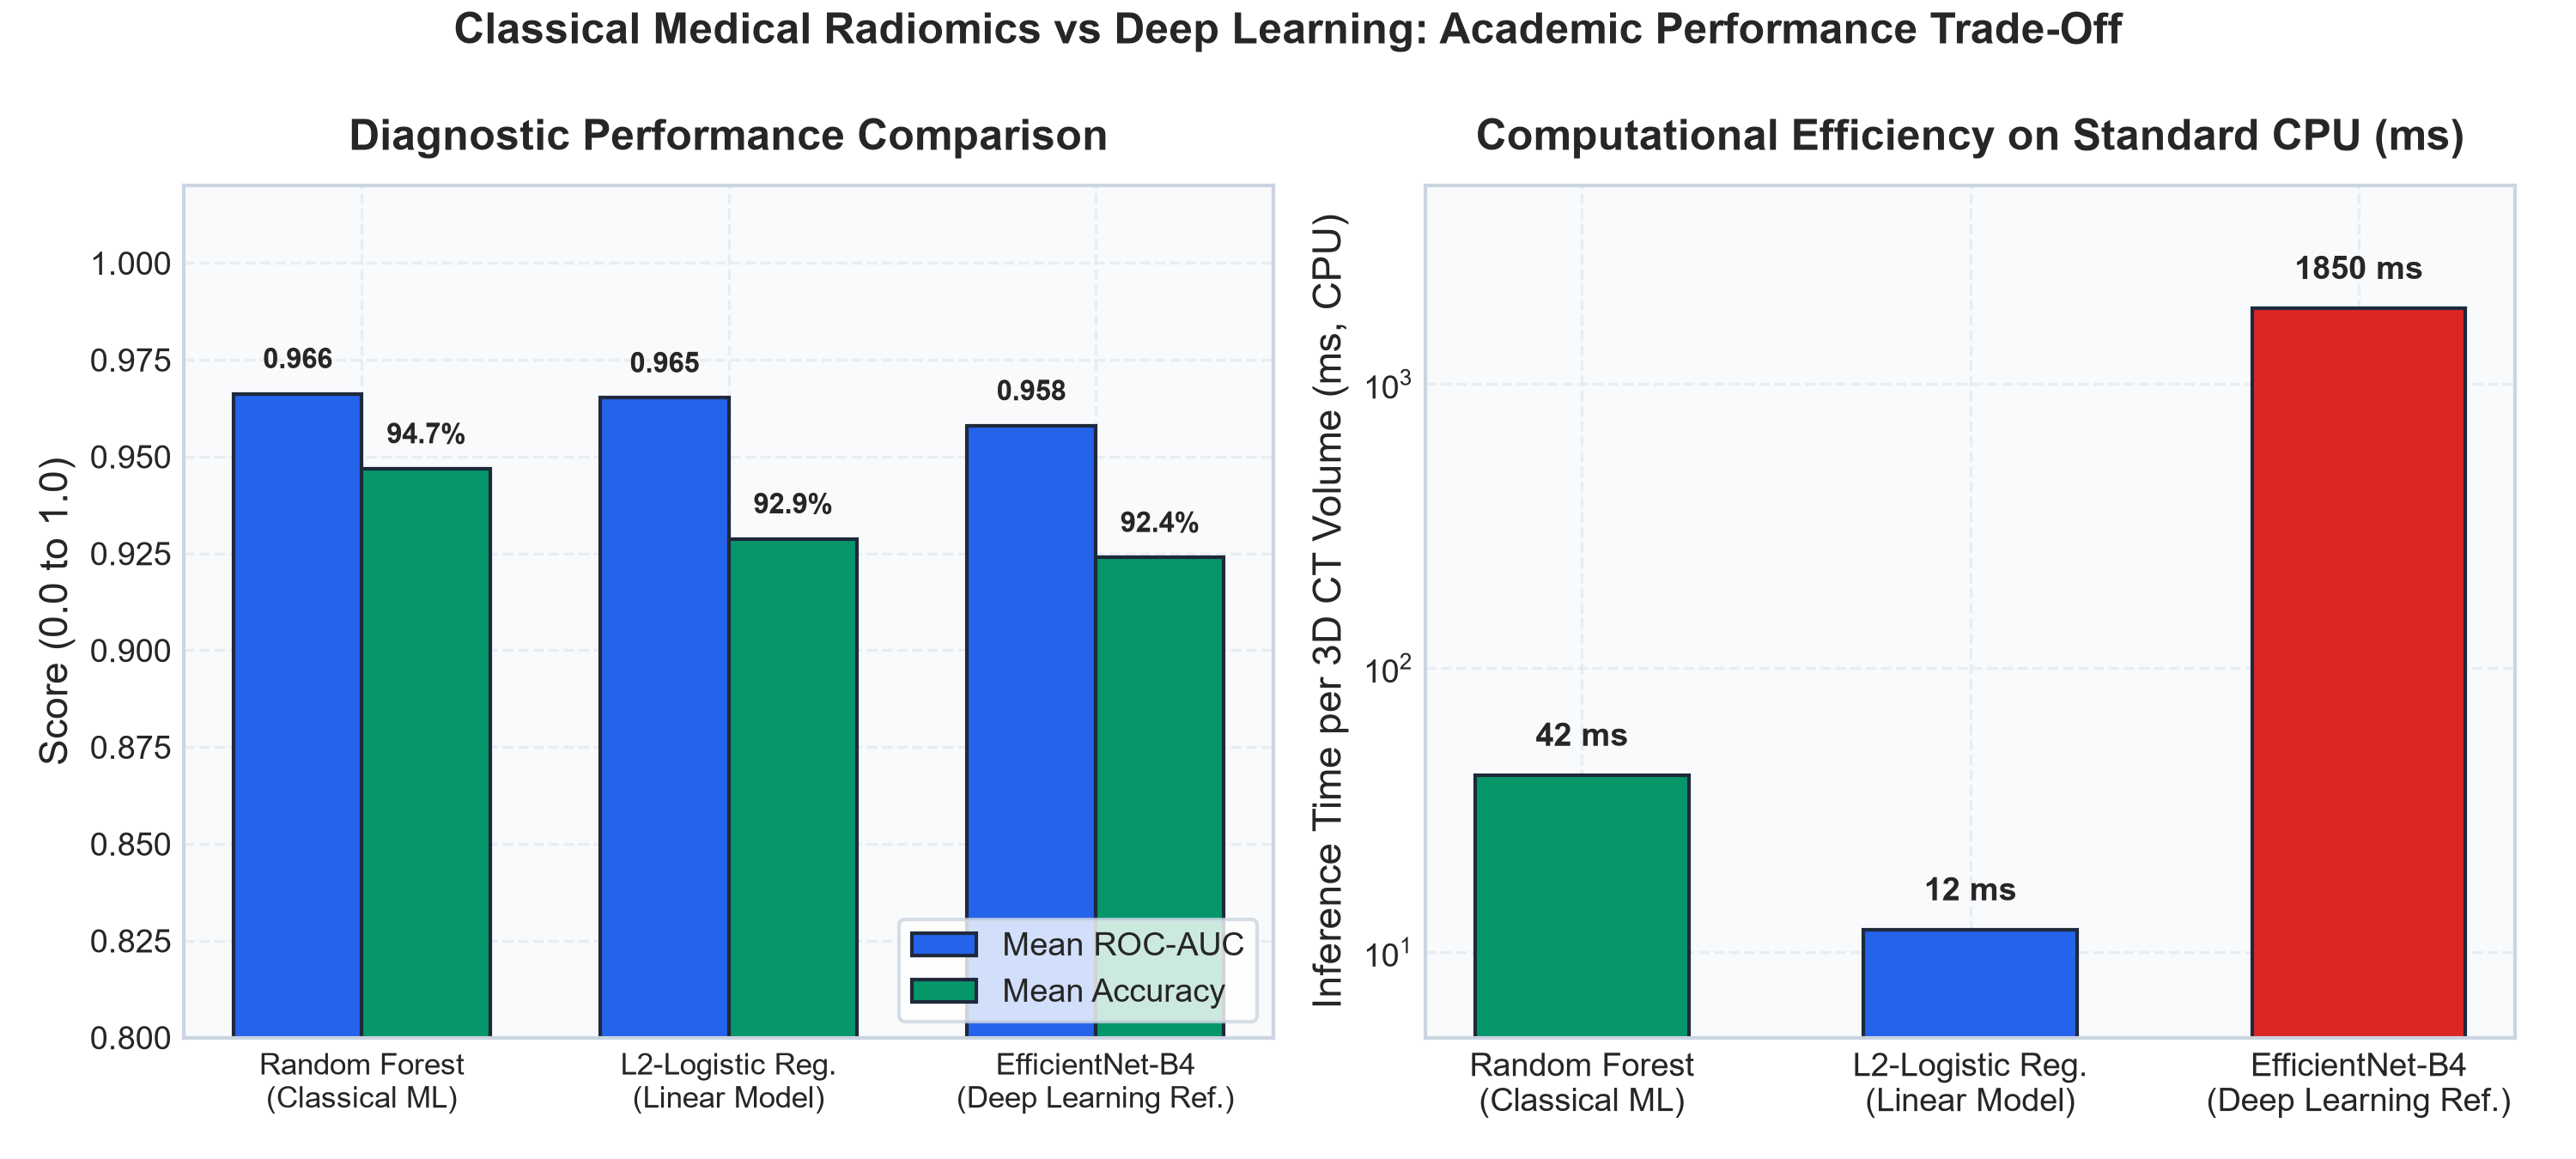 Classical Medical Radiomics vs Deep Learning: Academic Performance Trade-Off
Diagnostic Performance Comparison
Score (0.0 to 1.0)
1.000
0.975
0.950
0.925
0.900
0.875
0.850
0.825
0.800
0.966
94.7%
0.965
92.9%
0.958
92.4%
Mean ROC-AUC
Mean Accuracy
Random Forest
(Classical ML)
L2-Logistic Reg.
(Linear Model)
EfficientNet-B4
(Deep Learning Ref.)
Computational Efficiency on Standard CPU (ms)
Inference Time per 3D CT Volume (ms, CPU)
10³
10²
10¹
42 ms
12 ms
1850 ms
Random Forest
(Classical ML)
L2-Logistic Reg.
(Linear Model)
EfficientNet-B4
(Deep Learning Ref.)